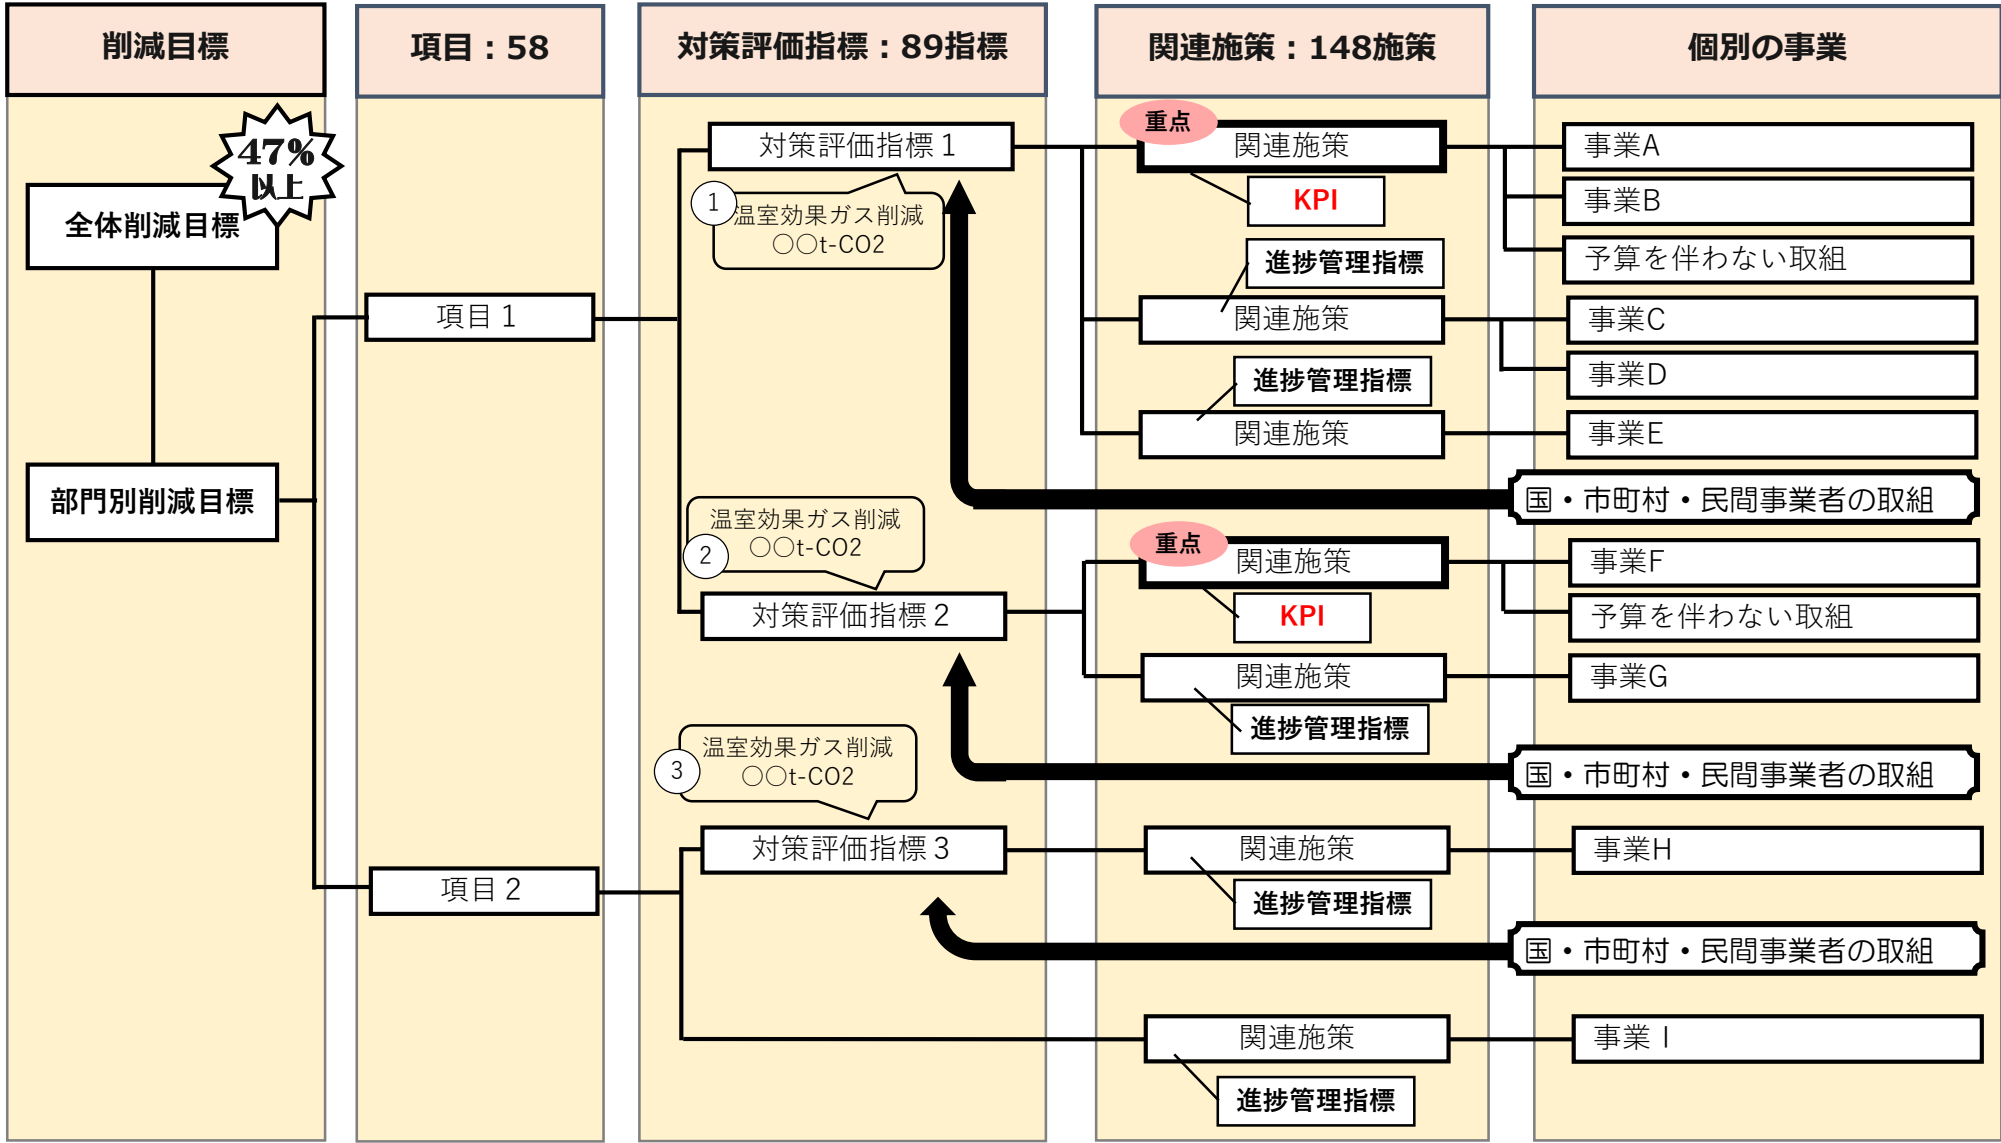 削減目標
項目：58
対策評価指標：89指標
関連施策：148施策
個別の事業
47%
以上
全体削減目標
部門別削減目標
項目１
項目２
対策評価指標１
1
温室効果ガス削減
○○t-CO2
温室効果ガス削減
○○t-CO2
2
対策評価指標２
温室効果ガス削減
○○t-CO2
3
対策評価指標３
重点
関連施策
KPI
進捗管理指標
関連施策
進捗管理指標
関連施策
重点
関連施策
KPI
関連施策
進捗管理指標
関連施策
進捗管理指標
関連施策
進捗管理指標
事業A
事業B
予算を伴わない取組
事業C
事業D
事業E
国・市町村・民間事業者の取組
事業F
予算を伴わない取組
事業G
国・市町村・民間事業者の取組
事業H
国・市町村・民間事業者の取組
事業Ｉ